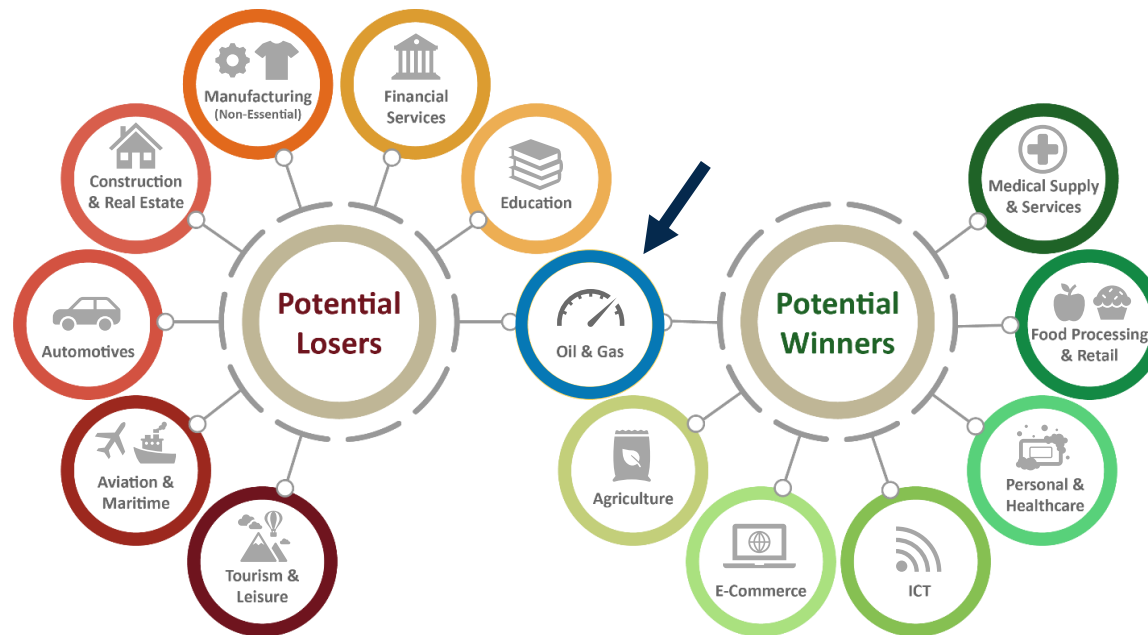 Manufacturing
(Non-Essential)
Financial
Services
Construction
& Real Estate
Education
Medical Supply
& Services
Potential
Losers
Automotives
Oil & Gas
Potential
Winners
Food Processing
& Retail
Aviation &
Maritime
Agriculture
Personal &
Healthcare
Tourism &
Leisure
E-Commerce
ICT